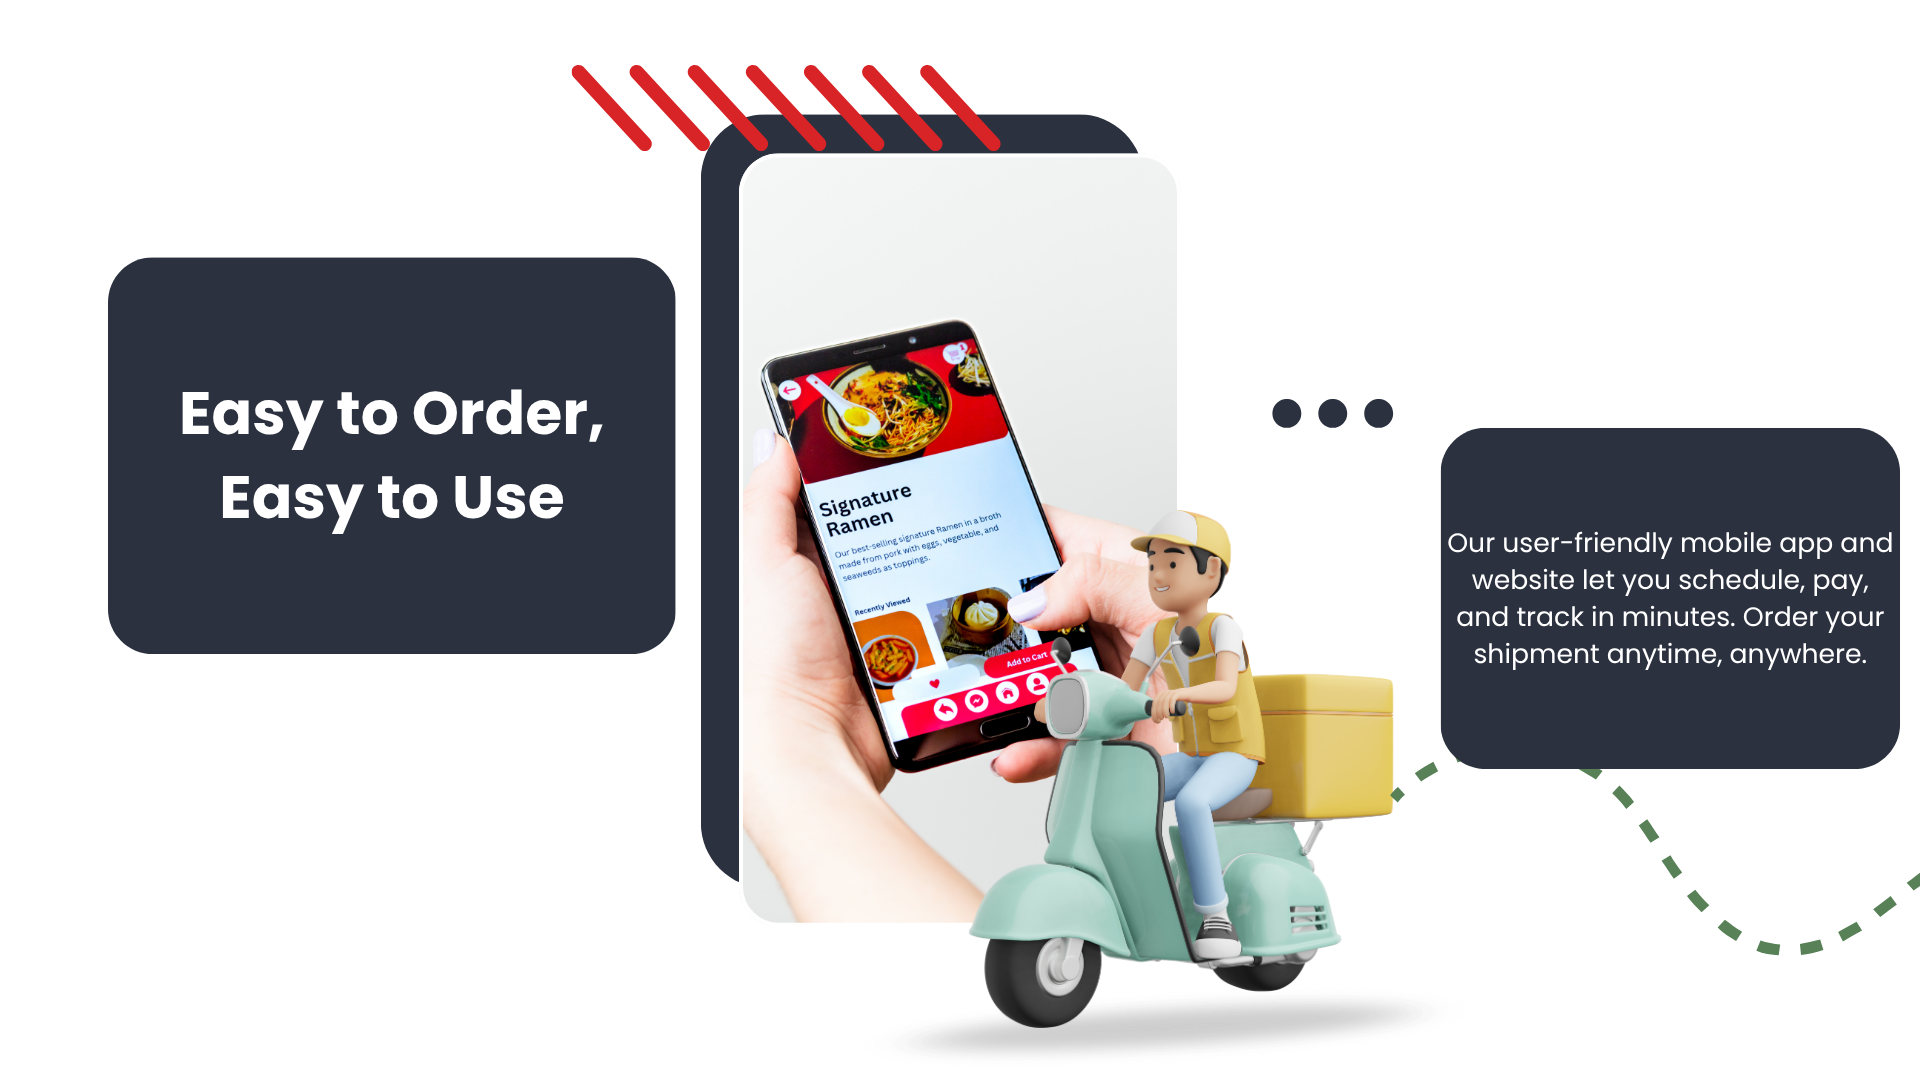 Easy to Order,
Easy to Use
Signature
Ramen
Our best-selling signature Ramen in a broth
made from pork with eggs, vegetable, and
seaweeds as toppings.
Recently Viewed
Add to Cart
Our user-friendly mobile app and
website let you schedule, pay,
and track in minutes. Order your
shipment anytime, anywhere.